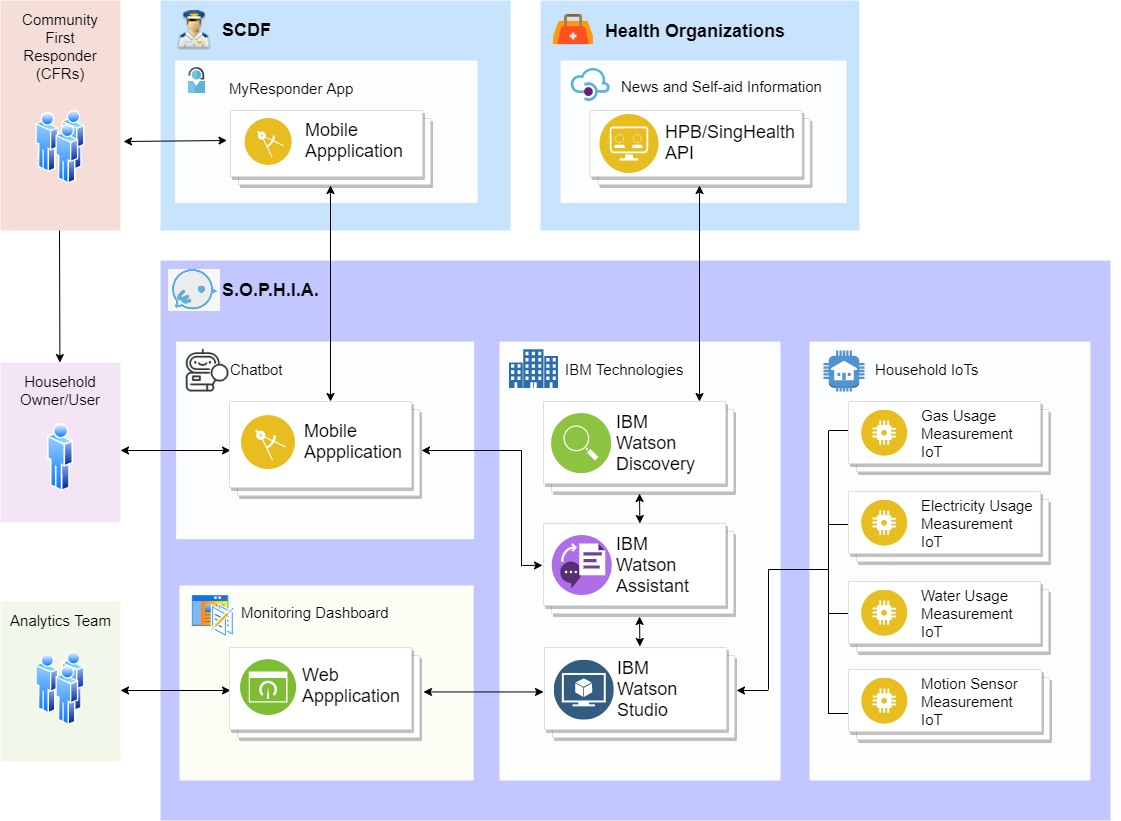 Community
First
Responder
(CFRs)
SCDF
MyResponder App
Mobile
Appplication
Health Organizations
News and Self-aid Information
HPB/SingHealth
API
S.O.P.H.I.A.
Household
Owner/User
Chatbot
Mobile
Appplication
IBM Technologies
IBM
Watson
Discovery
IBM
Watson
Assistant
IBM
Watson
Studio
Household IoTs
Gas Usage
Measurement
IoT
Electricity Usage
Measurement
IoT
Water Usage
Measurement
IoT
Motion Sensor
Measurement
IoT
Analytics Team
Monitoring Dashboard
Web
Appplication